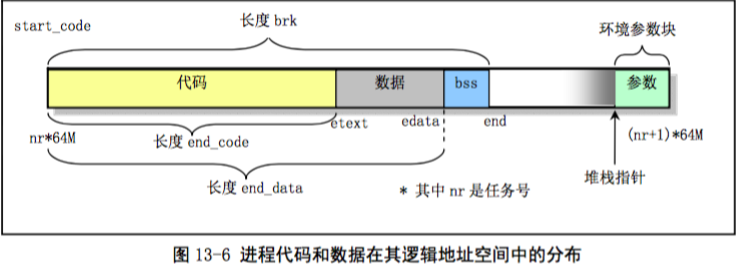 start_code
长度 brk
环境参数块
代码
数据
bss
参数
etext
edata
end
nr*64M
长度 end_code
(nr+1)*64M
长度 end_data
* 其中 nr 是任务号
堆栈指针
图 13-6 进程代码和数据在其逻辑地址空间中的分布